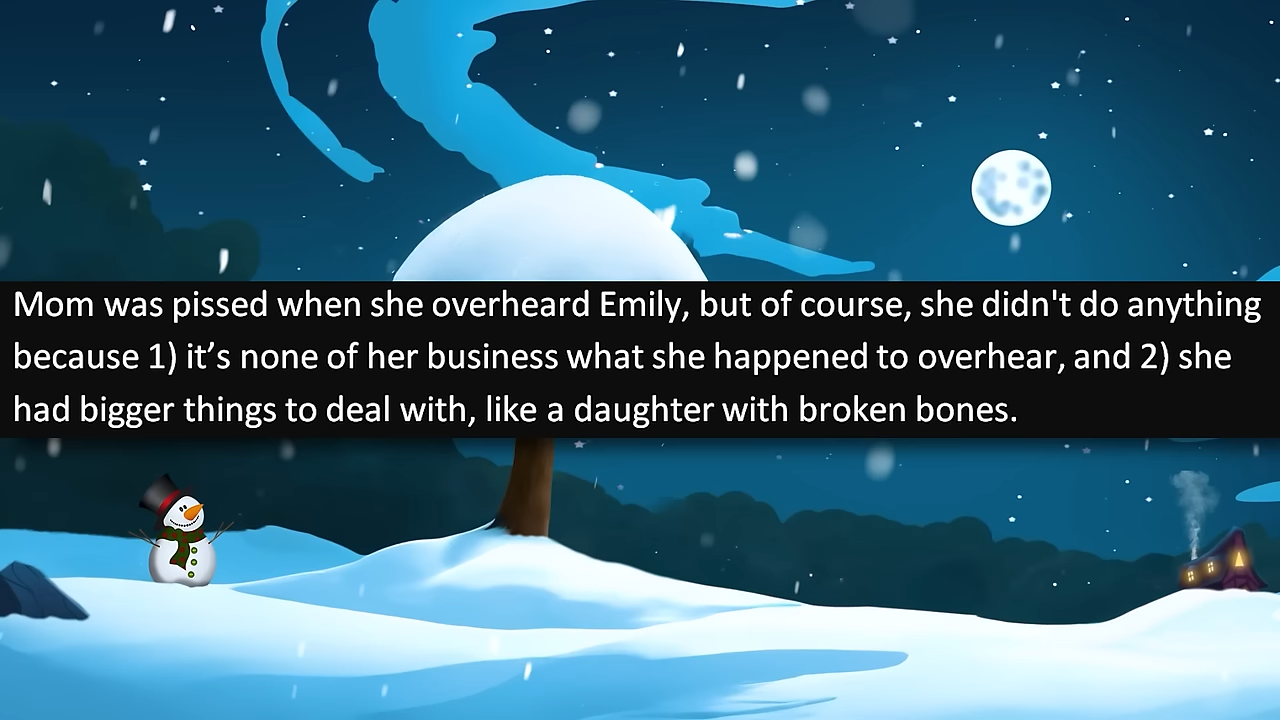 Mom was pissed when she overheard Emily, but of course, she didn't do anything
because 1) it’s none of her business what she happened to overhear, and 2) she
had bigger things to deal with, like a daughter with broken bones.